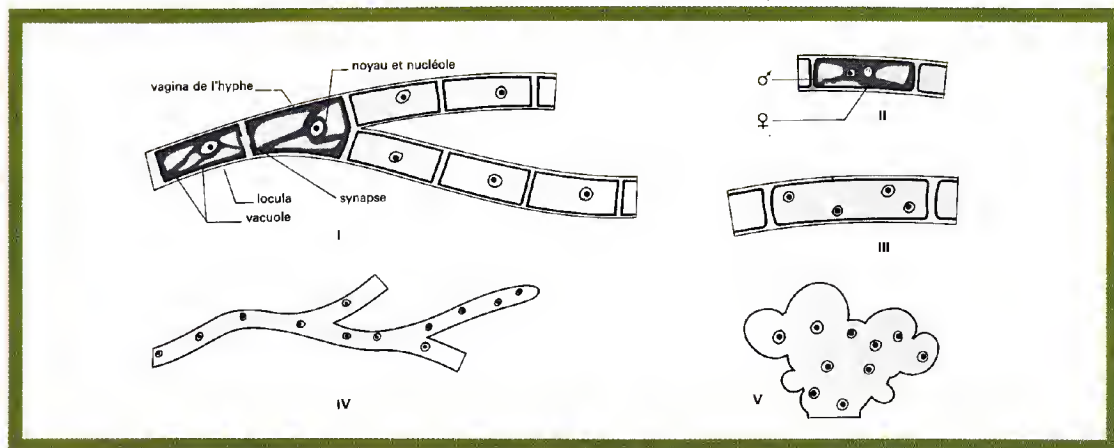 noyau et nucléole
vagina de l'hyphe
locula
vacuole
synapse
I
♂
♀
II
III
IV
V